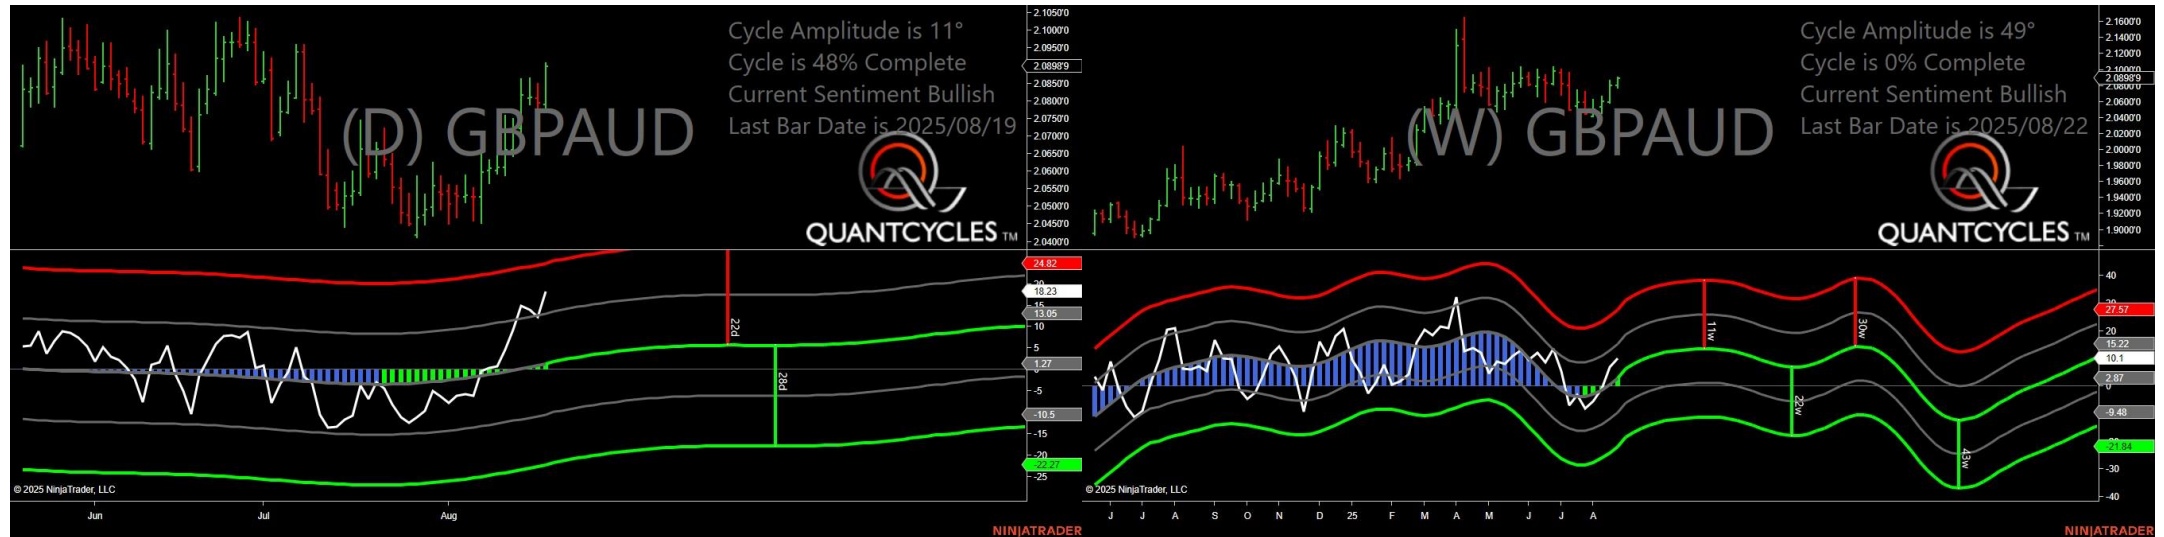 Cycle Amplitude is 11°
Cycle is 48% Complete
Current Sentiment Bullish
Last Bar Date is 2025/08/19
(D) GBPAUD
QUANTCYCLES TM
2.1050'0
2.1000'0
2.0950'0
2.0898'9
2.0850'0
2.0800'0
2.0750'0
2.0700'0
2.0650'0
2.0600'0
2.0550'0
2.0500'0
2.0450'0
2.0400'0
24.82
18.23
15
13.05
10
5
1.27
-5
-10.5
-15
-20
-22.27
-25
22d
28d
© 2025 NinjaTrader, LLC
Jun Jul Aug
NINJATRADER
Cycle Amplitude is 49°
Cycle is 0% Complete
Current Sentiment Bullish
Last Bar Date is 2025/08/22
(W) GBPAUD
QUANTCYCLES TM
2.1600'0
2.1400'0
2.1200'0
2.0898'9
2.0800'0
2.0600'0
2.0400'0
2.0200'0
2.0000'0
1.9800'0
1.9600'0
1.9400'0
1.9200'0
1.9000'0
40
27.57
20
15.22
10.1
2.87
0
-9.48
-21.84
-30
-40
11w
22w
30w
43w
© 2025 NinjaTrader, LLC
J J A S O N D 25 F M A M J J A
NINJATRADER